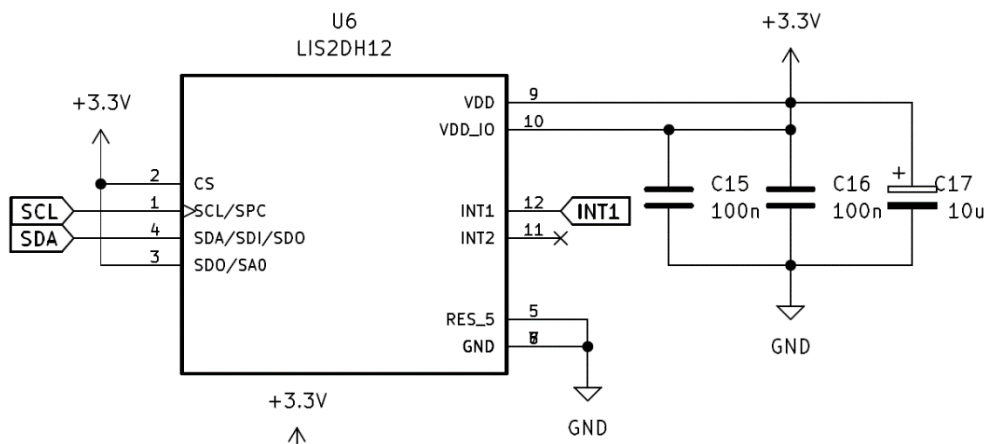 U6
LIS2DH12
+3.3V
+3.3V
VDD 9
VDD_IO 10
2 CS
SCL 1 SCL/SPC
SDA 4 SDA/SDI/SDO
3 SDO/SA0
INT1 12 INT1
INT2 11
C15
100n
C16
100n
+ C17
10u
RES_5 5
GND
GND
GND
+3.3V